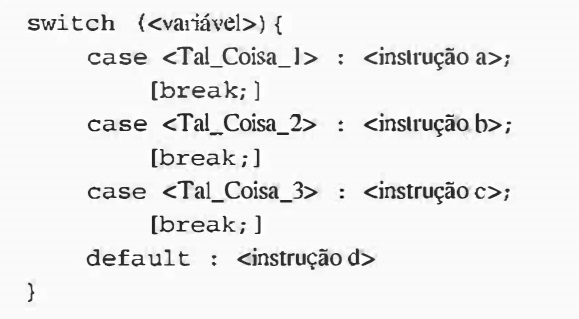 switch (<variável>){
case <Tal_Coisa_1> : <instrução a>;
[break;]
case <Tal_Coisa_2> : <instrução b>;
[break;]
case <Tal_Coisa_3> : <instrução c>;
[break;]
default : <instrução d>
}